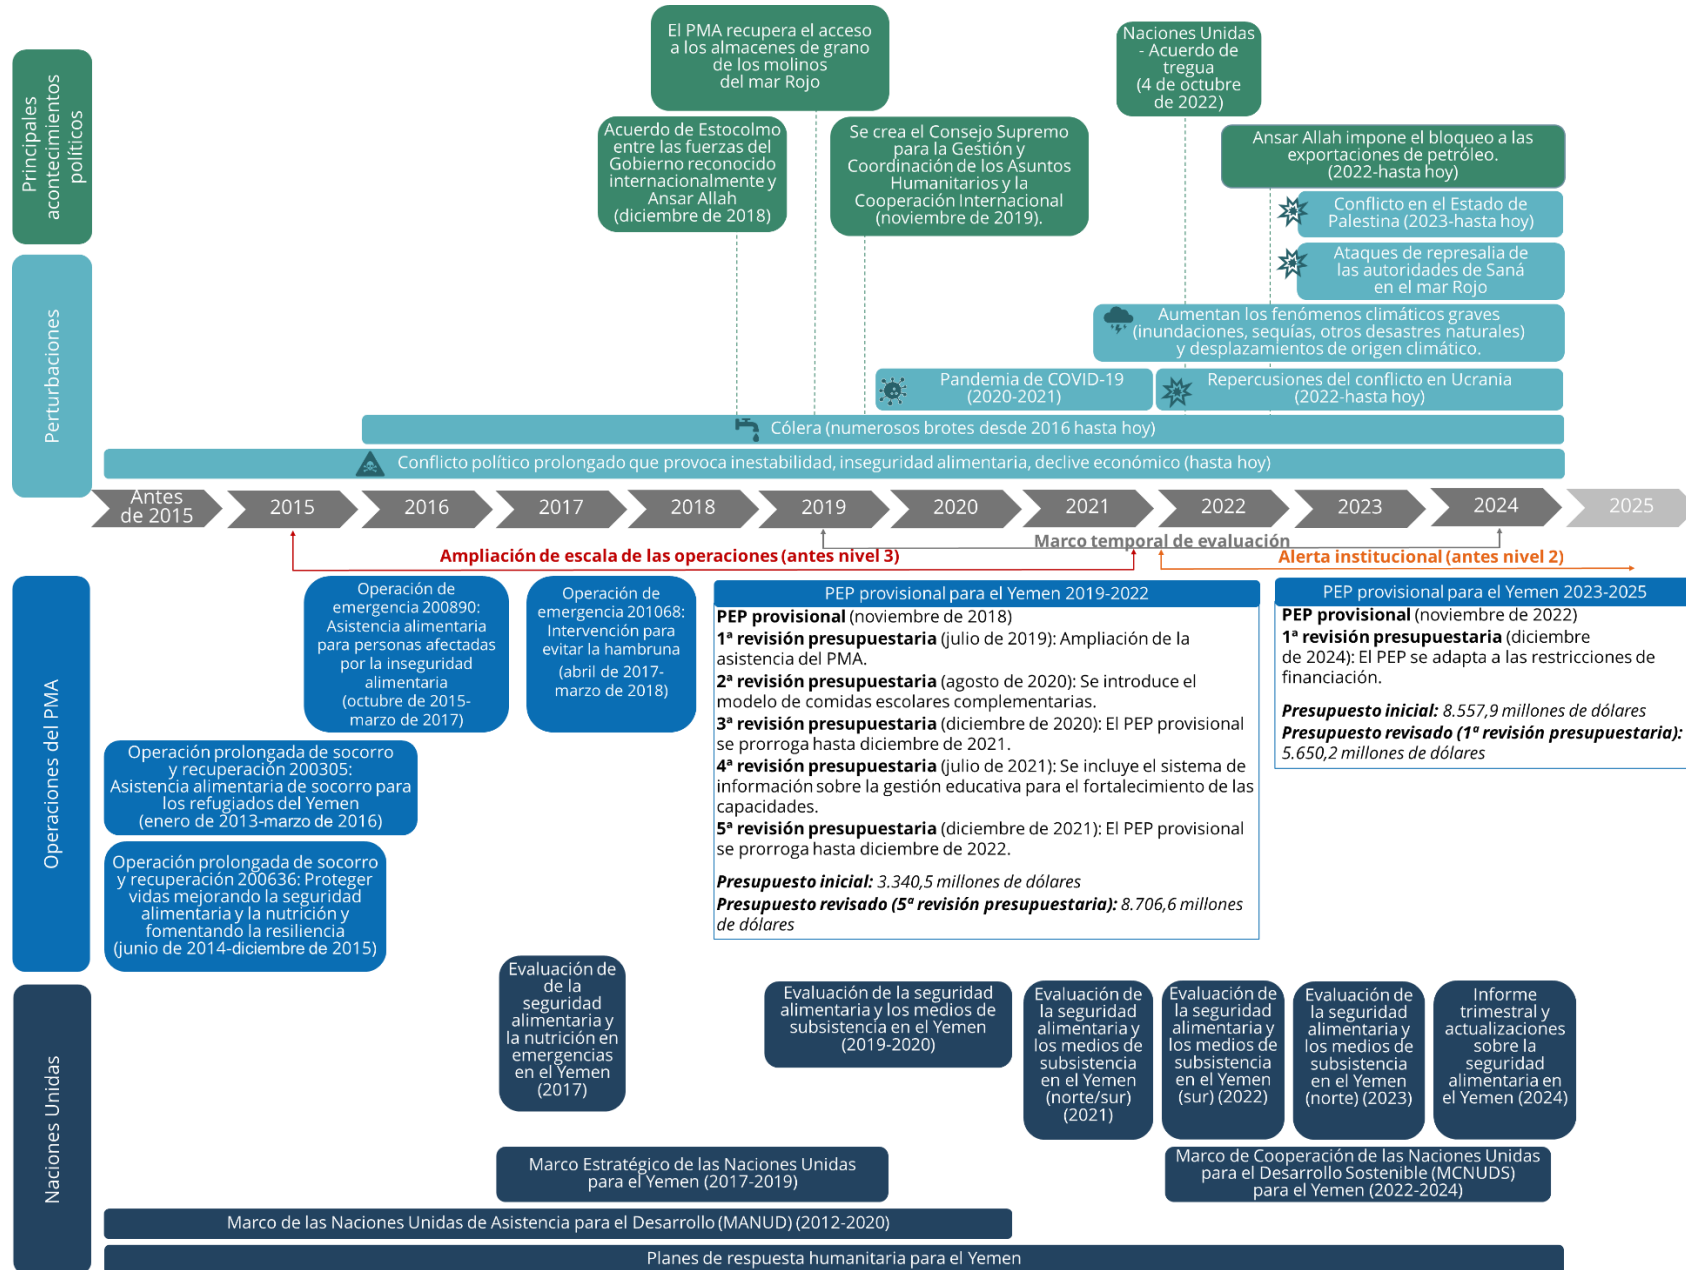 Principales
acontecimientos
políticos
El PMA recupera el acceso
a los almacenes de grano
de los molinos
del mar Rojo
Naciones Unidas
- Acuerdo de
tregua
(4 de octubre
de 2022)
Acuerdo de Estocolmo
entre las fuerzas del
Gobierno reconocido
internacionalmente y
Ansar Allah
(diciembre de 2018)
Se crea el Consejo Supremo
para la Gestión y
Coordinación de los Asuntos
Humanitarios y la
Cooperación Internacional
(noviembre de 2019).
Ansar Allah impone el bloqueo a las
exportaciones de petróleo.
(2022-hasta hoy)
Perturbaciones
Conflicto en el Estado de
Palestina (2023-hasta hoy)
Ataques de represalia de
las autoridades de Saná
en el mar Rojo
Aumentan los fenómenos climáticos graves
(inundaciones, sequías, otros desastres naturales)
y desplazamientos de origen climático.
Pandemia de COVID-19
(2020-2021)
Repercusiones del conflicto en Ucrania
(2022-hasta hoy)
Cólera (numerosos brotes desde 2016 hasta hoy)
Conflicto político prolongado que provoca inestabilidad, inseguridad alimentaria, declive económico (hasta hoy)
Antes
de 2015
2015
2016
2017
2018
2019
2020
2021
2022
2023
2024
2025
Marco temporal de evaluación
Ampliación de escala de las operaciones (antes nivel 3)
Alerta institucional (antes nivel 2)
Operaciones del PMA
Operación de
emergencia 200890:
Asistencia alimentaria
para personas afectadas
por la inseguridad
alimentaria
(octubre de 2015-
marzo de 2017)
Operación de
emergencia 201068:
Intervención para
evitar la hambruna
(abril de 2017-
marzo de 2018)
Operación prolongada de socorro
y recuperación 200305:
Asistencia alimentaria de socorro para
los refugiados del Yemen
(enero de 2013-marzo de 2016)
Operación prolongada de socorro
y recuperación 200636: Proteger
vidas mejorando la seguridad
alimentaria y la nutrición y
fomentando la resiliencia
(junio de 2014-diciembre de 2015)
PEP provisional para el Yemen 2019-2022
PEP provisional (noviembre de 2018)
1ª revisión presupuestaria (julio de 2019): Ampliación de la
asistencia del PMA.
2ª revisión presupuestaria (agosto de 2020): Se introduce el
modelo de comidas escolares complementarias.
3ª revisión presupuestaria (diciembre de 2020): El PEP provisional
se prorroga hasta diciembre de 2021.
4ª revisión presupuestaria (julio de 2021): Se incluye el sistema de
información sobre la gestión educativa para el fortalecimiento de las
capacidades.
5ª revisión presupuestaria (diciembre de 2021): El PEP provisional
se prorroga hasta diciembre de 2022.
Presupuesto inicial: 3.340,5 millones de dólares
Presupuesto revisado (5ª revisión presupuestaria): 8.706,6 millones
de dólares
PEP provisional para el Yemen 2023-2025
PEP provisional (noviembre de 2022)
1ª revisión presupuestaria (diciembre
de 2024): El PEP se adapta a las restricciones de
financiación.
Presupuesto inicial: 8.557,9 millones de dólares
Presupuesto revisado (1ª revisión presupuestaria):
5.650,2 millones de dólares
Naciones Unidas
Evaluación de
de la
seguridad
alimentaria y
la nutrición en
emergencias
en el Yemen
(2017)
Evaluación de la seguridad
alimentaria y los medios de
subsistencia en el Yemen
(2019-2020)
Evaluación de
la seguridad
alimentaria y
los medios de
subsistencia
en el Yemen
(norte/sur)
(2021)
Evaluación de
la seguridad
alimentaria y
los medios de
subsistencia
en el Yemen
(sur) (2022)
Evaluación de
la seguridad
alimentaria y
los medios de
subsistencia
en el Yemen
(norte) (2023)
Informe
trimestral y
actualizaciones
sobre la
seguridad
alimentaria en
el Yemen (2024)
Marco Estratégico de las Naciones Unidas
para el Yemen (2017-2019)
Marco de Cooperación de las Naciones Unidas
para el Desarrollo Sostenible (MCNUDS)
para el Yemen (2022-2024)
Marco de las Naciones Unidas de Asistencia para el Desarrollo (MANUD) (2012-2020)
Planes de respuesta humanitaria para el Yemen